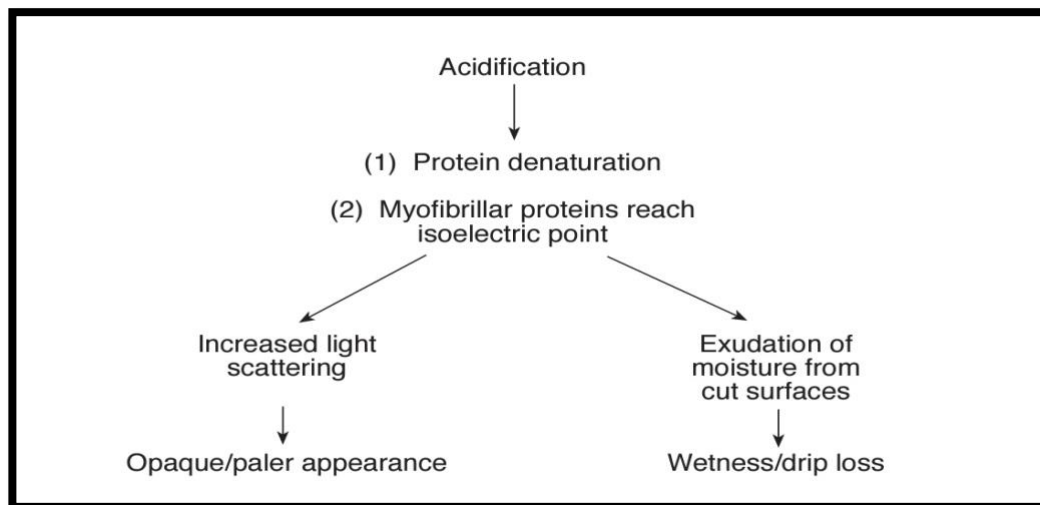 Acidification
(1) Protein denaturation
(2) Myofibrillar proteins reach
isoelectric point
Increased light
scattering
Exudation of
moisture from
cut surfaces
Opaque/paler appearance
Wetness/drip loss